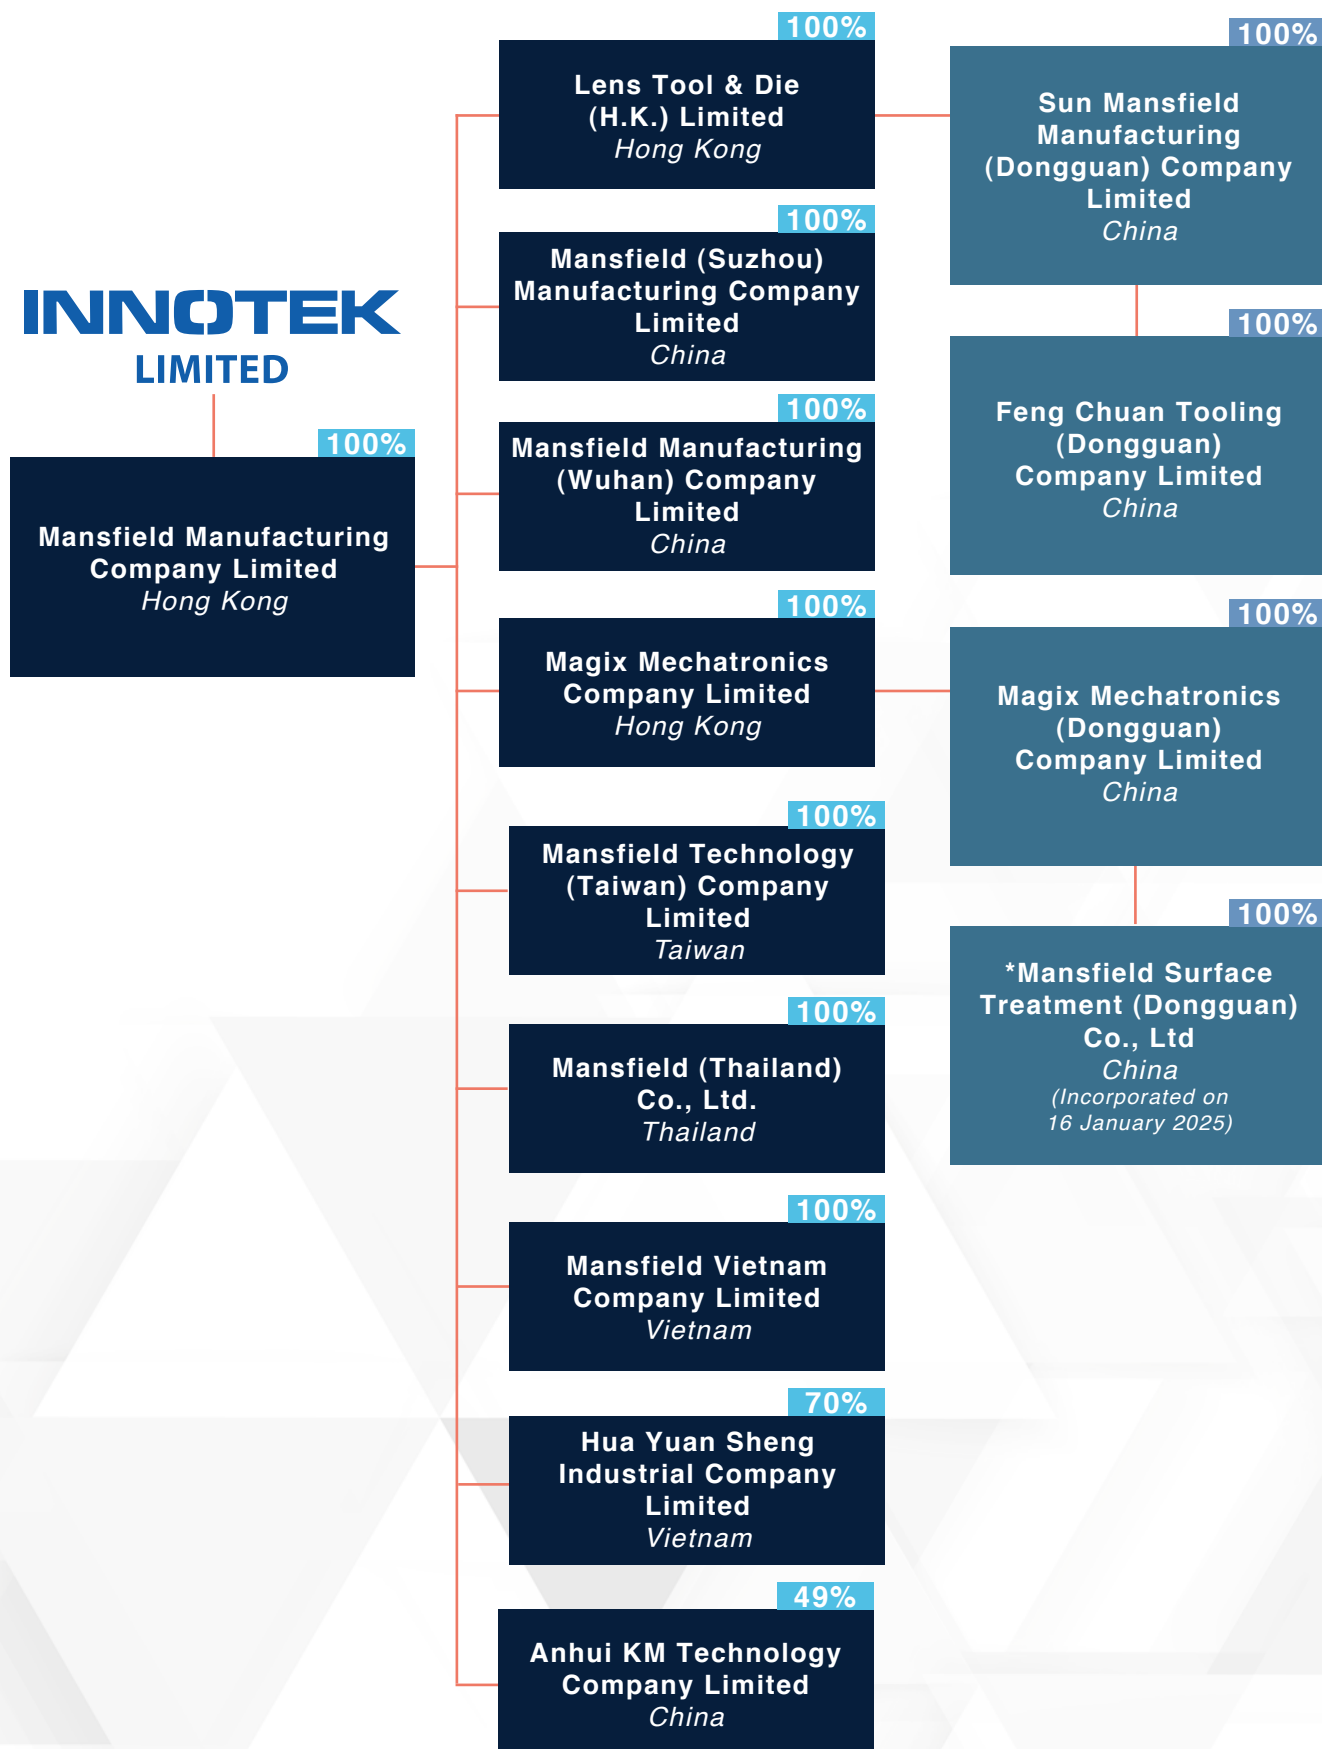 INNOTEK
LIMITED
100%
Mansfield Manufacturing
Company Limited
Hong Kong
100%
Lens Tool & Die
(H.K.) Limited
Hong Kong
100%
Mansfield (Suzhou)
Manufacturing Company
Limited
China
100%
Mansfield Manufacturing
(Wuhan) Company
Limited
China
100%
Magix Mechatronics
Company Limited
Hong Kong
100%
Mansfield Technology
(Taiwan) Company
Limited
Taiwan
100%
Mansfield (Thailand)
Co., Ltd.
Thailand
100%
Mansfield Vietnam
Company Limited
Vietnam
70%
Hua Yuan Sheng
Industrial Company
Limited
Vietnam
49%
Anhui KM Technology
Company Limited
China
100%
Sun Mansfield
Manufacturing
(Dongguan) Company
Limited
China
100%
Feng Chuan Tooling
(Dongguan)
Company Limited
China
100%
Magix Mechatronics
(Dongguan)
Company Limited
China
100%
*Mansfield Surface
Treatment (Dongguan)
Co., Ltd
China
(Incorporated on
16 January 2025)